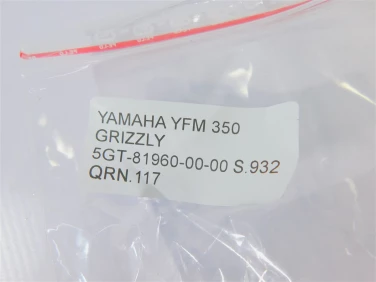 YAMAHA YFM 350
GRIZZLY
5GT-81960-00-00 S.932
QRN.117